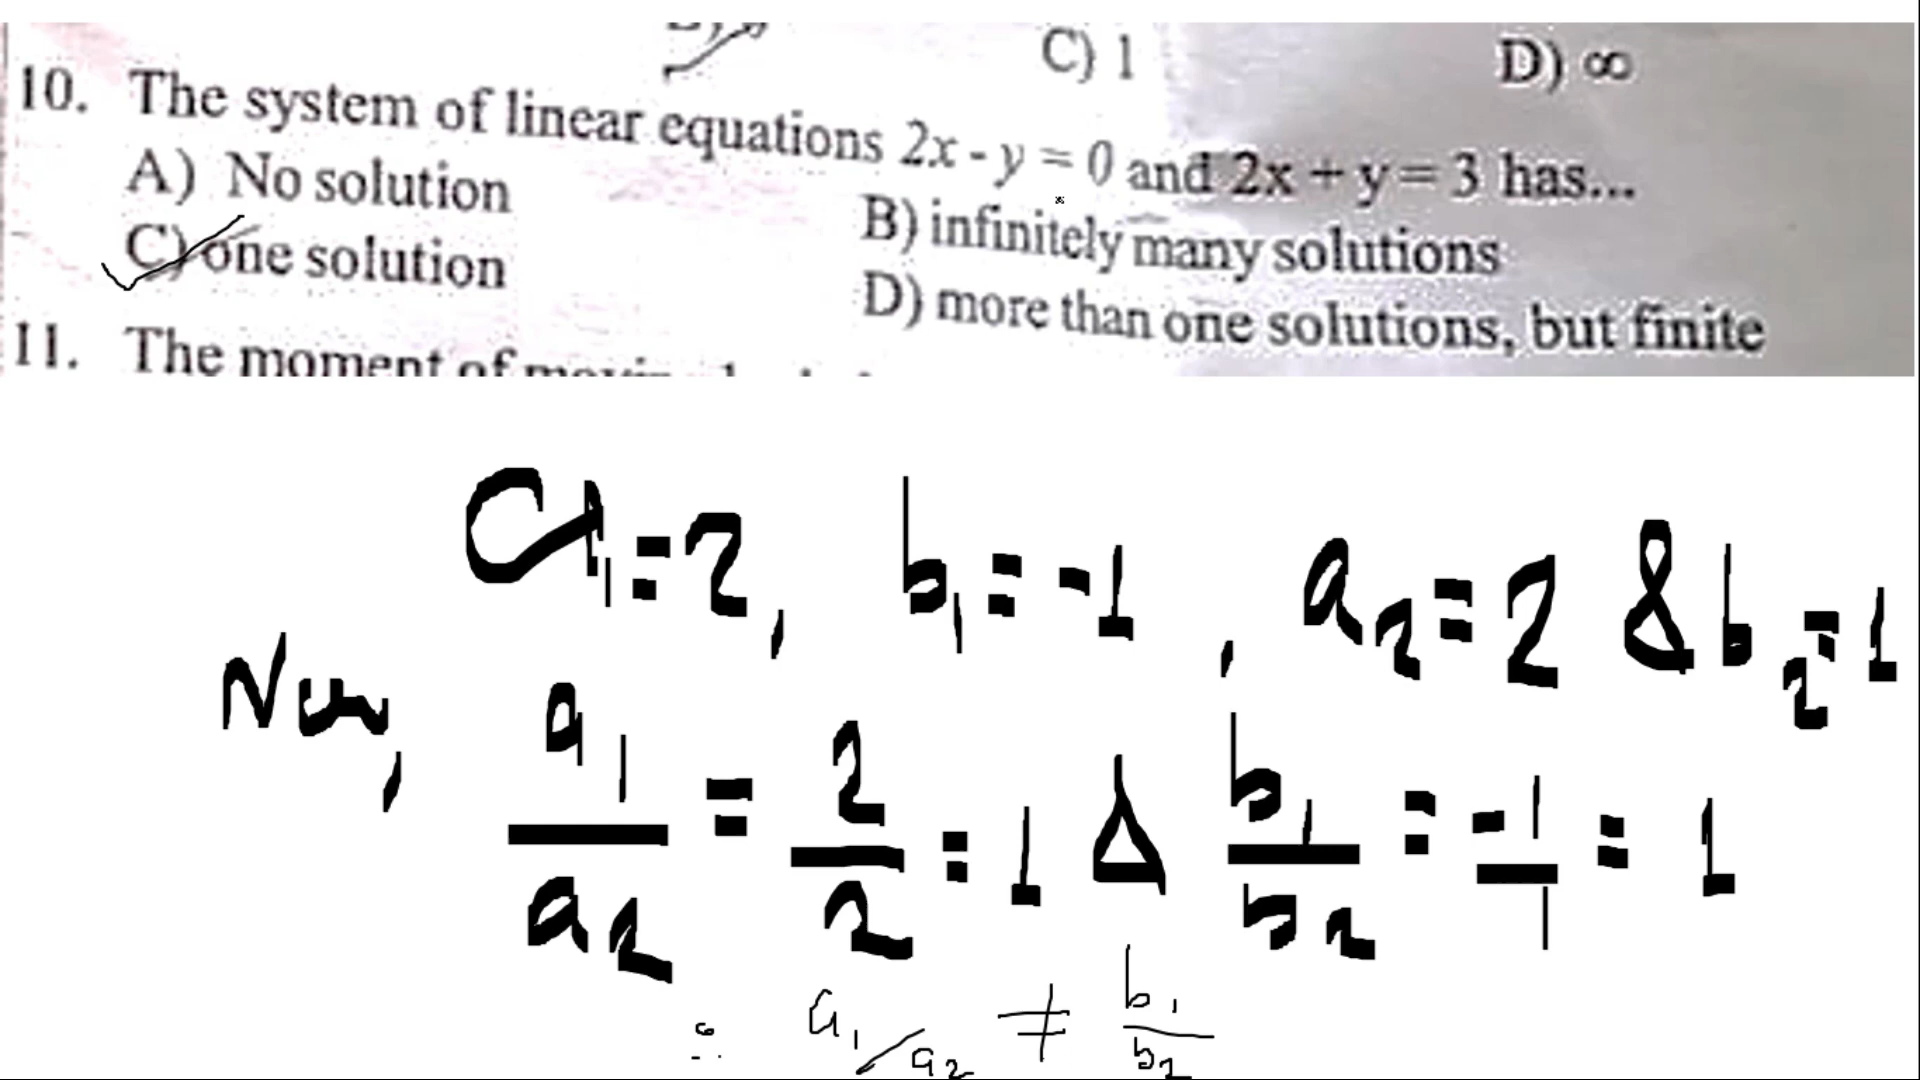 C) 1 D) ∞
10. The system of linear equations 2x - y = 0 and 2x + y = 3 has...
A) No solution B) infinitely many solutions
C) one solution D) more than one solutions, but finite
11. The moment of
a₁ = 2, b₁ = -1, a₂ = 2 & b₂ = 1
a₁/a₂ = 2/2 = 1 & b₁/b₂ = -1/1 = 1
∴ a₁/a₂ ≠ b₁/b₂